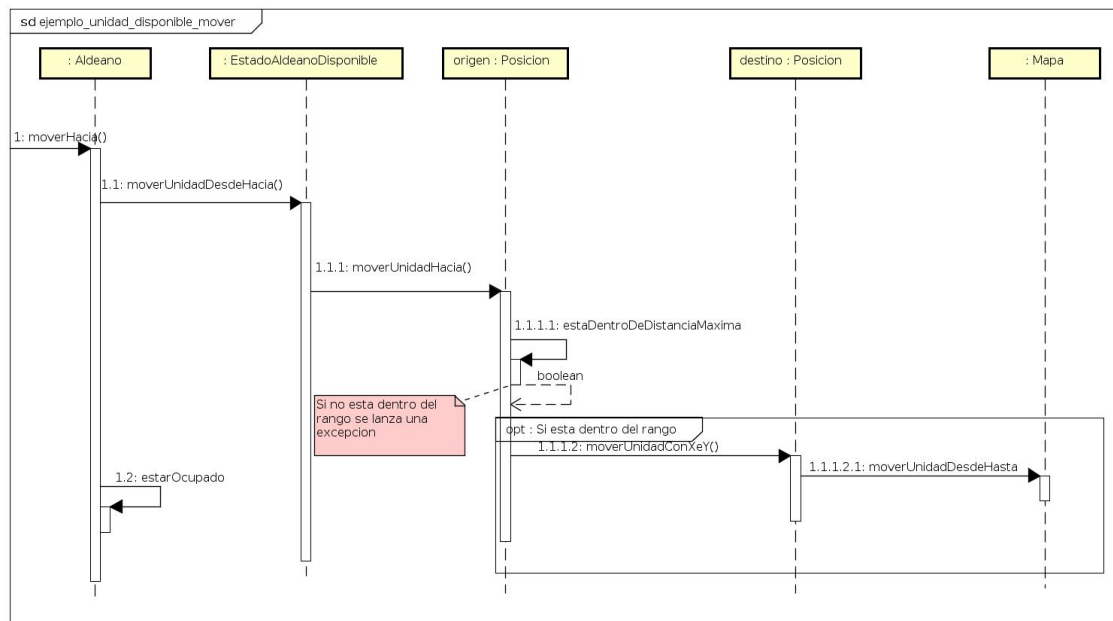 sd ejemplo_unidad_disponible_mover
: Aldeano
: EstadoAldeanoDisponible
origen : Posicion
destino : Posicion
: Mapa
1: moverHacia()
1.1: moverUnidadDesdeHacia()
1.1.1: moverUnidadHacia()
1.1.1.1: estaDentroDeDistanciaMaxima
boolean
Si no esta dentro del
rango se lanza una
excepcion
opt : Si esta dentro del rango
1.1.1.2: moverUnidadConXeY()
1.1.1.2.1: moverUnidadDesdeHasta
1.2: estarOcupado